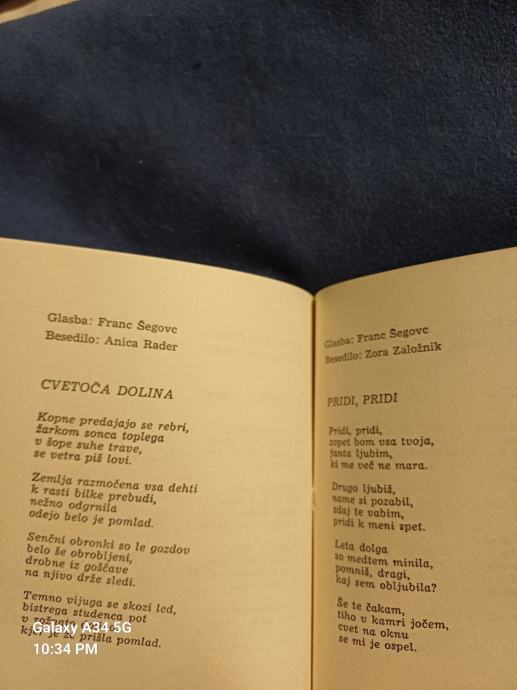 Glasba: Franc Šegovc
Besedilo: Anica Rader
CVETOČA DOLINA
Kopne predajajo se rebri,
žarkom sonca toplega
v šope suhe trave,
se vetra piš lovi.
Zemlja razmočena vsa dehti
k rasti bilke prebudi,
nežno odgrnila
odejo belo je pomlad.
Senčni obronki so le gozdov
belo še obrobljeni,
drobne iz goščave
na njivo drže sledi.
Temno vijuga se skozi led,
bistrega studenca pot
v
je že prišla pomlad.
Glasba: Franc Šegovc
Besedilo: Zora Založnik
PRIDI, PRIDI
Pridi, pridi,
zopet bom vsa tvoja,
fanta ljubim,
ki me več ne mara.
Drugo ljubiš,
name si pozabil,
zdaj te vabim,
pridi k meni spet.
Leta dolga
so medtem minila,
pomniš, dragi,
kaj sem obljubila?
Še te čakam,
tiho v kamri jočem,
cvet na oknu
se mi je ospel.
Galaxy A34 5G
10:34 PM